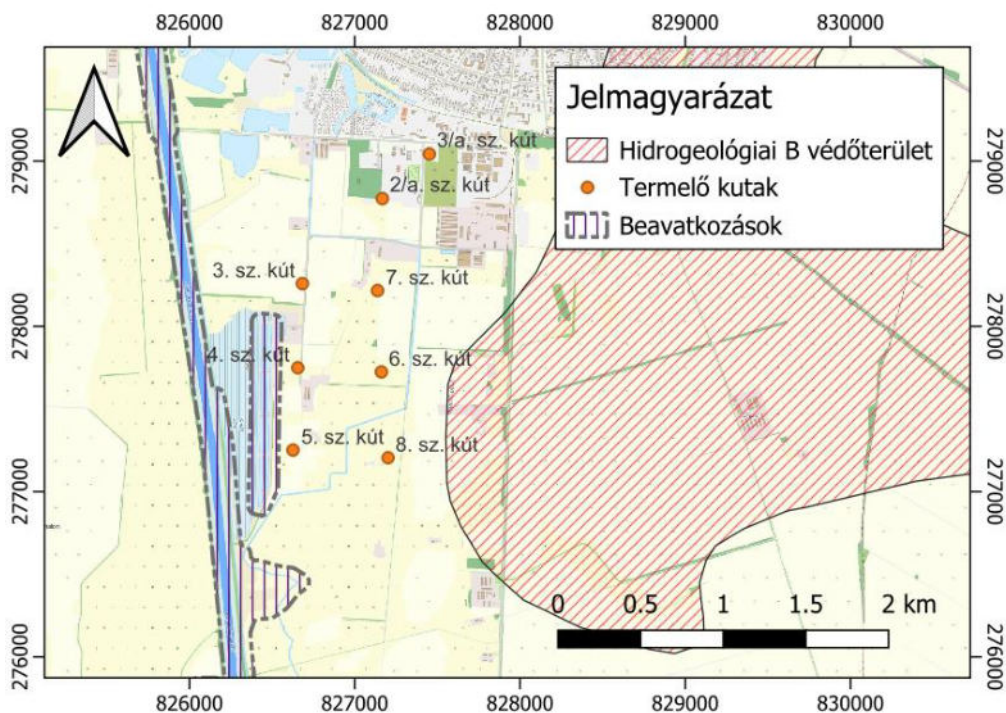 826000 827000 828000 829000 830000
Jelmagyarázat
Hidrogeológiai B védőterület
Termelő kutak
Beavatkozások
279000
279000
3/a. sz. kút
2/a. sz. kút
3. sz. kút
7. sz. kút
278000
278000
4. sz. kút
6. sz. kút
5. sz. kút
8. sz. kút
277000
277000
0 0.5 1 1.5 2 km
276000
276000
826000 827000 828000 829000 830000